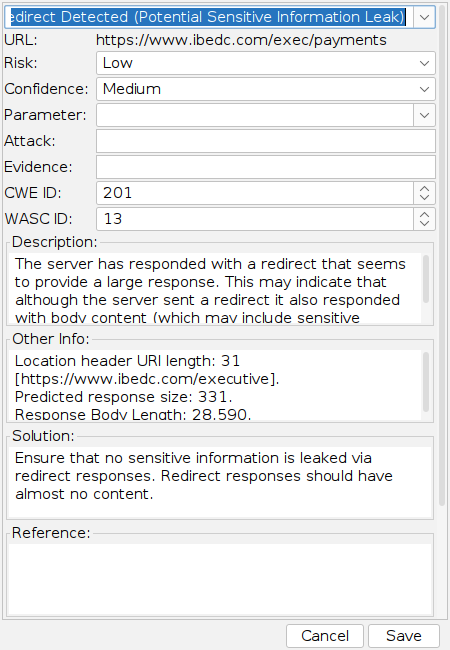 edirect Detected (Potential Sensitive Information Leak)
URL: https://www.ibedc.com/exec/payments
Risk: Low
Confidence: Medium
Parameter:
Attack:
Evidence:
CWE ID: 201
WASC ID: 13
Description:
The server has responded with a redirect that seems
to provide a large response. This may indicate that
although the server sent a redirect it also responded
with body content (which may include sensitive
Other Info:
Location header URI length: 31
[https://www.ibedc.com/executive].
Predicted response size: 331.
Response Body Length: 28,590.
Solution:
Ensure that no sensitive information is leaked via
redirect responses. Redirect responses should have
almost no content.
Reference:
Cancel Save